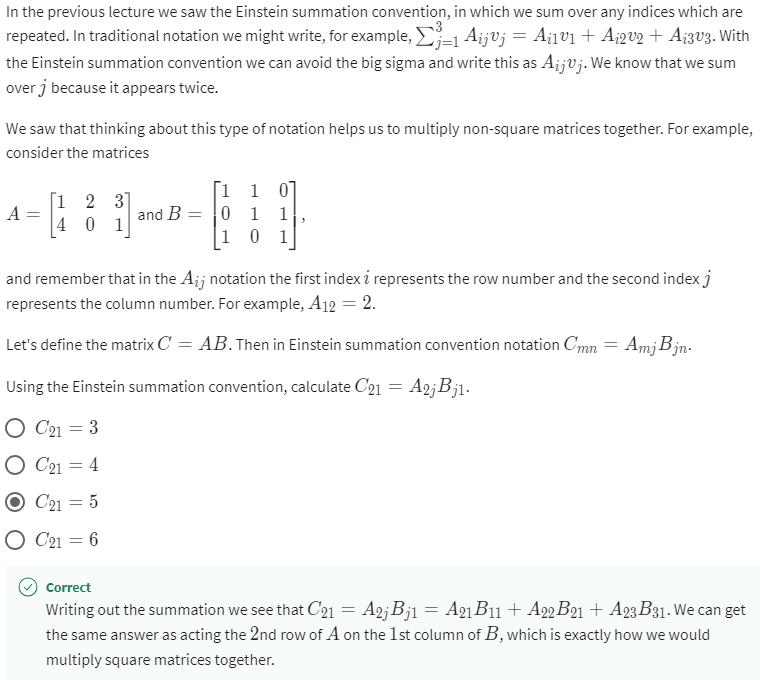 In the previous lecture we saw the Einstein summation convention, in which we sum over any indices which are
repeated. In traditional notation we might write, for example, $\sum_{j=1}^{3} A_{ij}v_j = A_{i1}v_1 + A_{i2}v_2 + A_{i3}v_3$. With
the Einstein summation convention we can avoid the big sigma and write this as $A_{ij}v_j$. We know that we sum
over $j$ because it appears twice.
We saw that thinking about this type of notation helps us to multiply non-square matrices together. For example,
consider the matrices
$A = \begin{bmatrix} 1 & 2 & 3 \\ 4 & 0 & 1 \end{bmatrix}$ and $B = \begin{bmatrix} 1 & 1 & 0 \\ 0 & 1 & 1 \\ 1 & 0 & 1 \end{bmatrix}$,
and remember that in the $A_{ij}$ notation the first index $i$ represents the row number and the second index $j$
represents the column number. For example, $A_{12} = 2$.
Let's define the matrix $C = AB$. Then in Einstein summation convention notation $C_{mn} = A_{mj}B_{jn}$.
Using the Einstein summation convention, calculate $C_{21} = A_{2j}B_{j1}$.
$C_{21} = 3$
$C_{21} = 4$
$C_{21} = 5$
$C_{21} = 6$
Correct
Writing out the summation we see that $C_{21} = A_{2j}B_{j1} = A_{21}B_{11} + A_{22}B_{21} + A_{23}B_{31}$. We can get
the same answer as acting the 2nd row of $A$ on the 1st column of $B$, which is exactly how we would
multiply square matrices together.